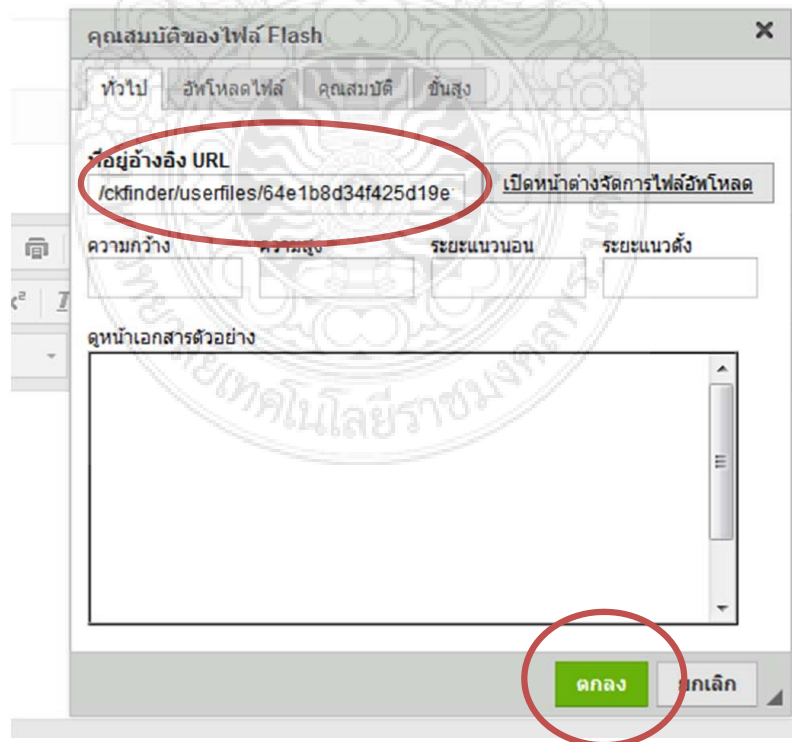 คุณสมบัติของไฟล์ Flash
ทั่วไป อัพโหลดไฟล์ คุณสมบัติ ขั้นสูง
ที่อยู่อ้างอิง URL
/ckfinder/userfiles/64e1b8d34f425d19e เปิดหน้าต่างจัดการไฟล์อัพโหลด
ความกว้าง ความสูง ระยะแนวนอน ระยะแนวตั้ง
ดูหน้าเอกสารตัวอย่าง
ตกลง ยกเลิก